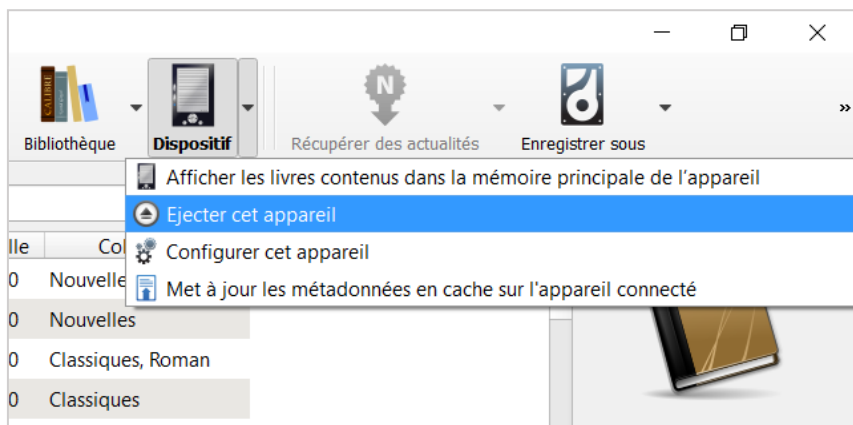 CALIBRE
N
Bibliothèque Dispositif Récupérer des actualités Enregistrer sous »
Afficher les livres contenus dans la mémoire principale de l'appareil
Ejecter cet appareil
lle Col Configurer cet appareil
0 Nouvelle Met à jour les métadonnées en cache sur l'appareil connecté
0 Nouvelles
0 Classiques, Roman
0 Classiques